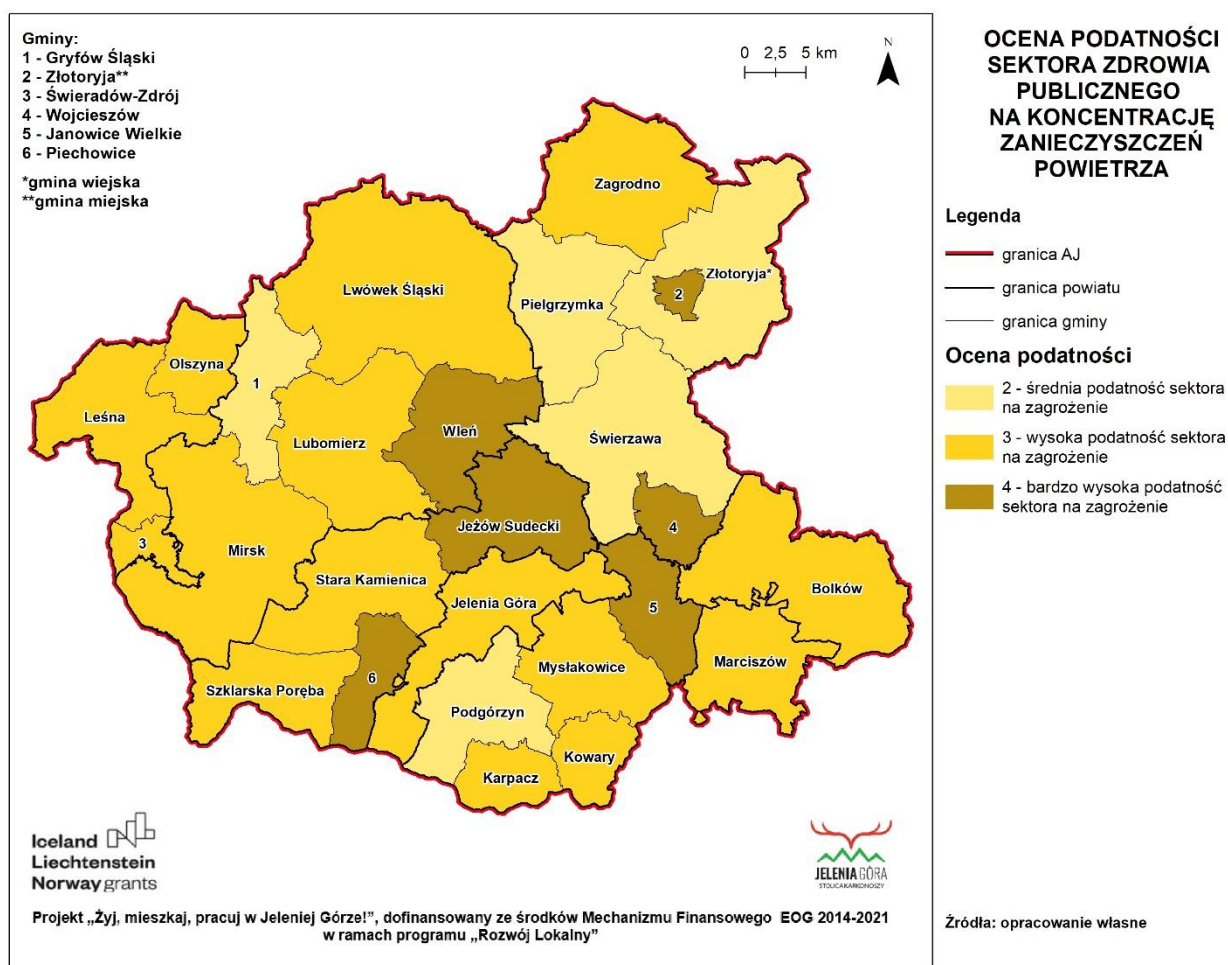 Gminy:
1 - Gryfów Śląski
2 - Złotoryja**
3 - Świeradów-Zdrój
4 - Wojcieszów
5 - Janowice Wielkie
6 - Piechowice
*gmina wiejska
**gmina miejska
0 2,5 5 km
N
Zagrodno
Złotoryja*
2
Pielgrzymka
Lwówek Śląski
Olszyna
1
Leśna
Lubomierz
Wleń
Świerzawa
Jeżów Sudecki
4
3
Mirsk
Stara Kamienica
Jelenia Góra
5
Bolków
Mysłakowice
Marciszów
6
Szklarska Poręba
Podgórzyn
Kowary
Karpacz
Iceland
Liechtenstein
Norway grants
JELENIA GÓRA
STOLICA KARKONOSZY
Projekt „Żyj, mieszkaj, pracuj w Jeleniej Górze!”, dofinansowany ze środków Mechanizmu Finansowego EOG 2014-2021
w ramach programu „Rozwój Lokalny”
OCENA PODATNOŚCI
SEKTORA ZDROWIA
PUBLICZNEGO
NA KONCENTRACJĘ
ZANIECZYSZCZEŃ
POWIETRZA
Legenda
granica AJ
granica powiatu
granica gminy
Ocena podatności
2 - średnia podatność sektora
na zagrożenie
3 - wysoka podatność sektora
na zagrożenie
4 - bardzo wysoka podatność
sektora na zagrożenie
Źródła: opracowanie własne